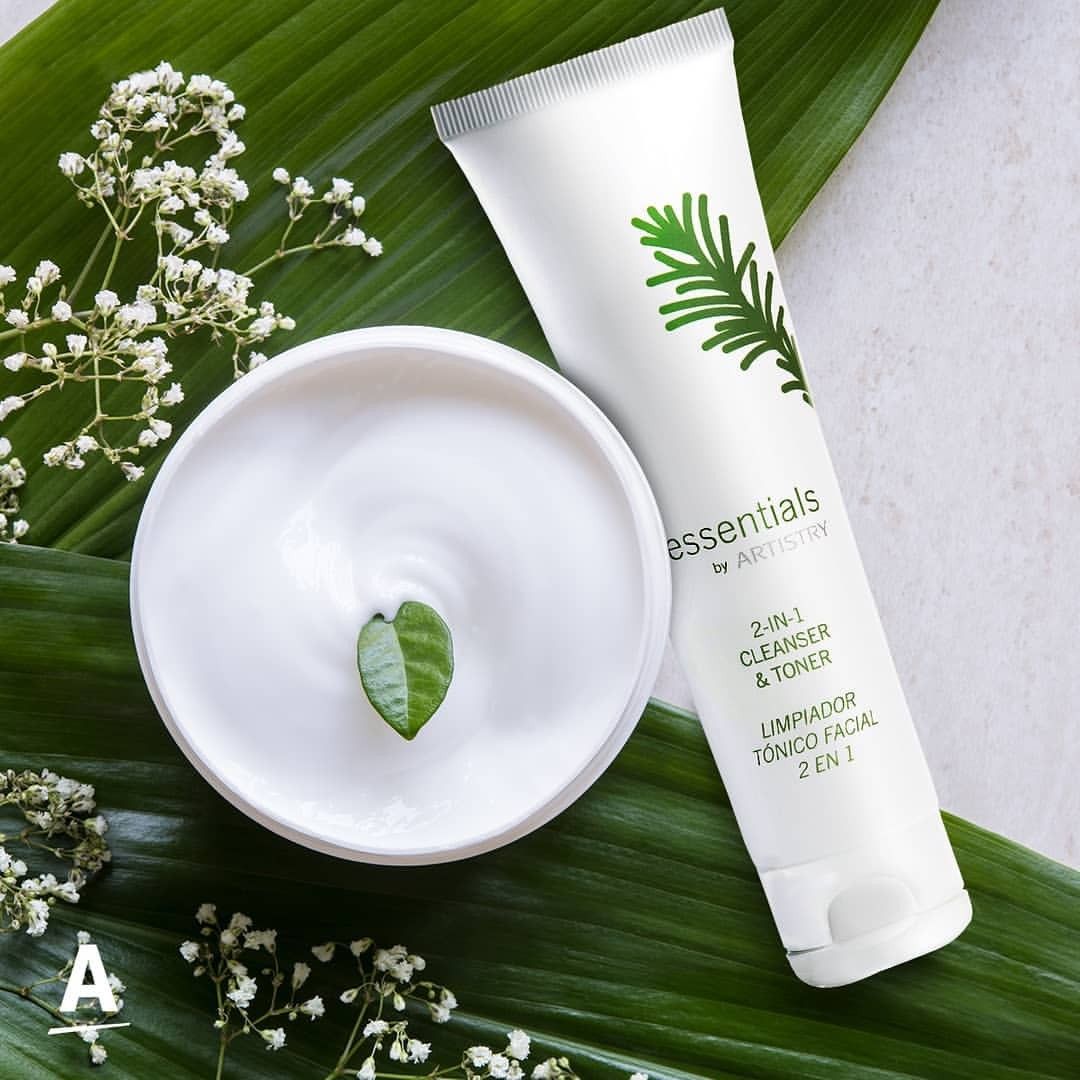 essentials
by ARTISTRY
2-IN-1
CLEANSER
& TONER
LIMPIADOR
TÓNICO FACIAL
2 EN 1
A